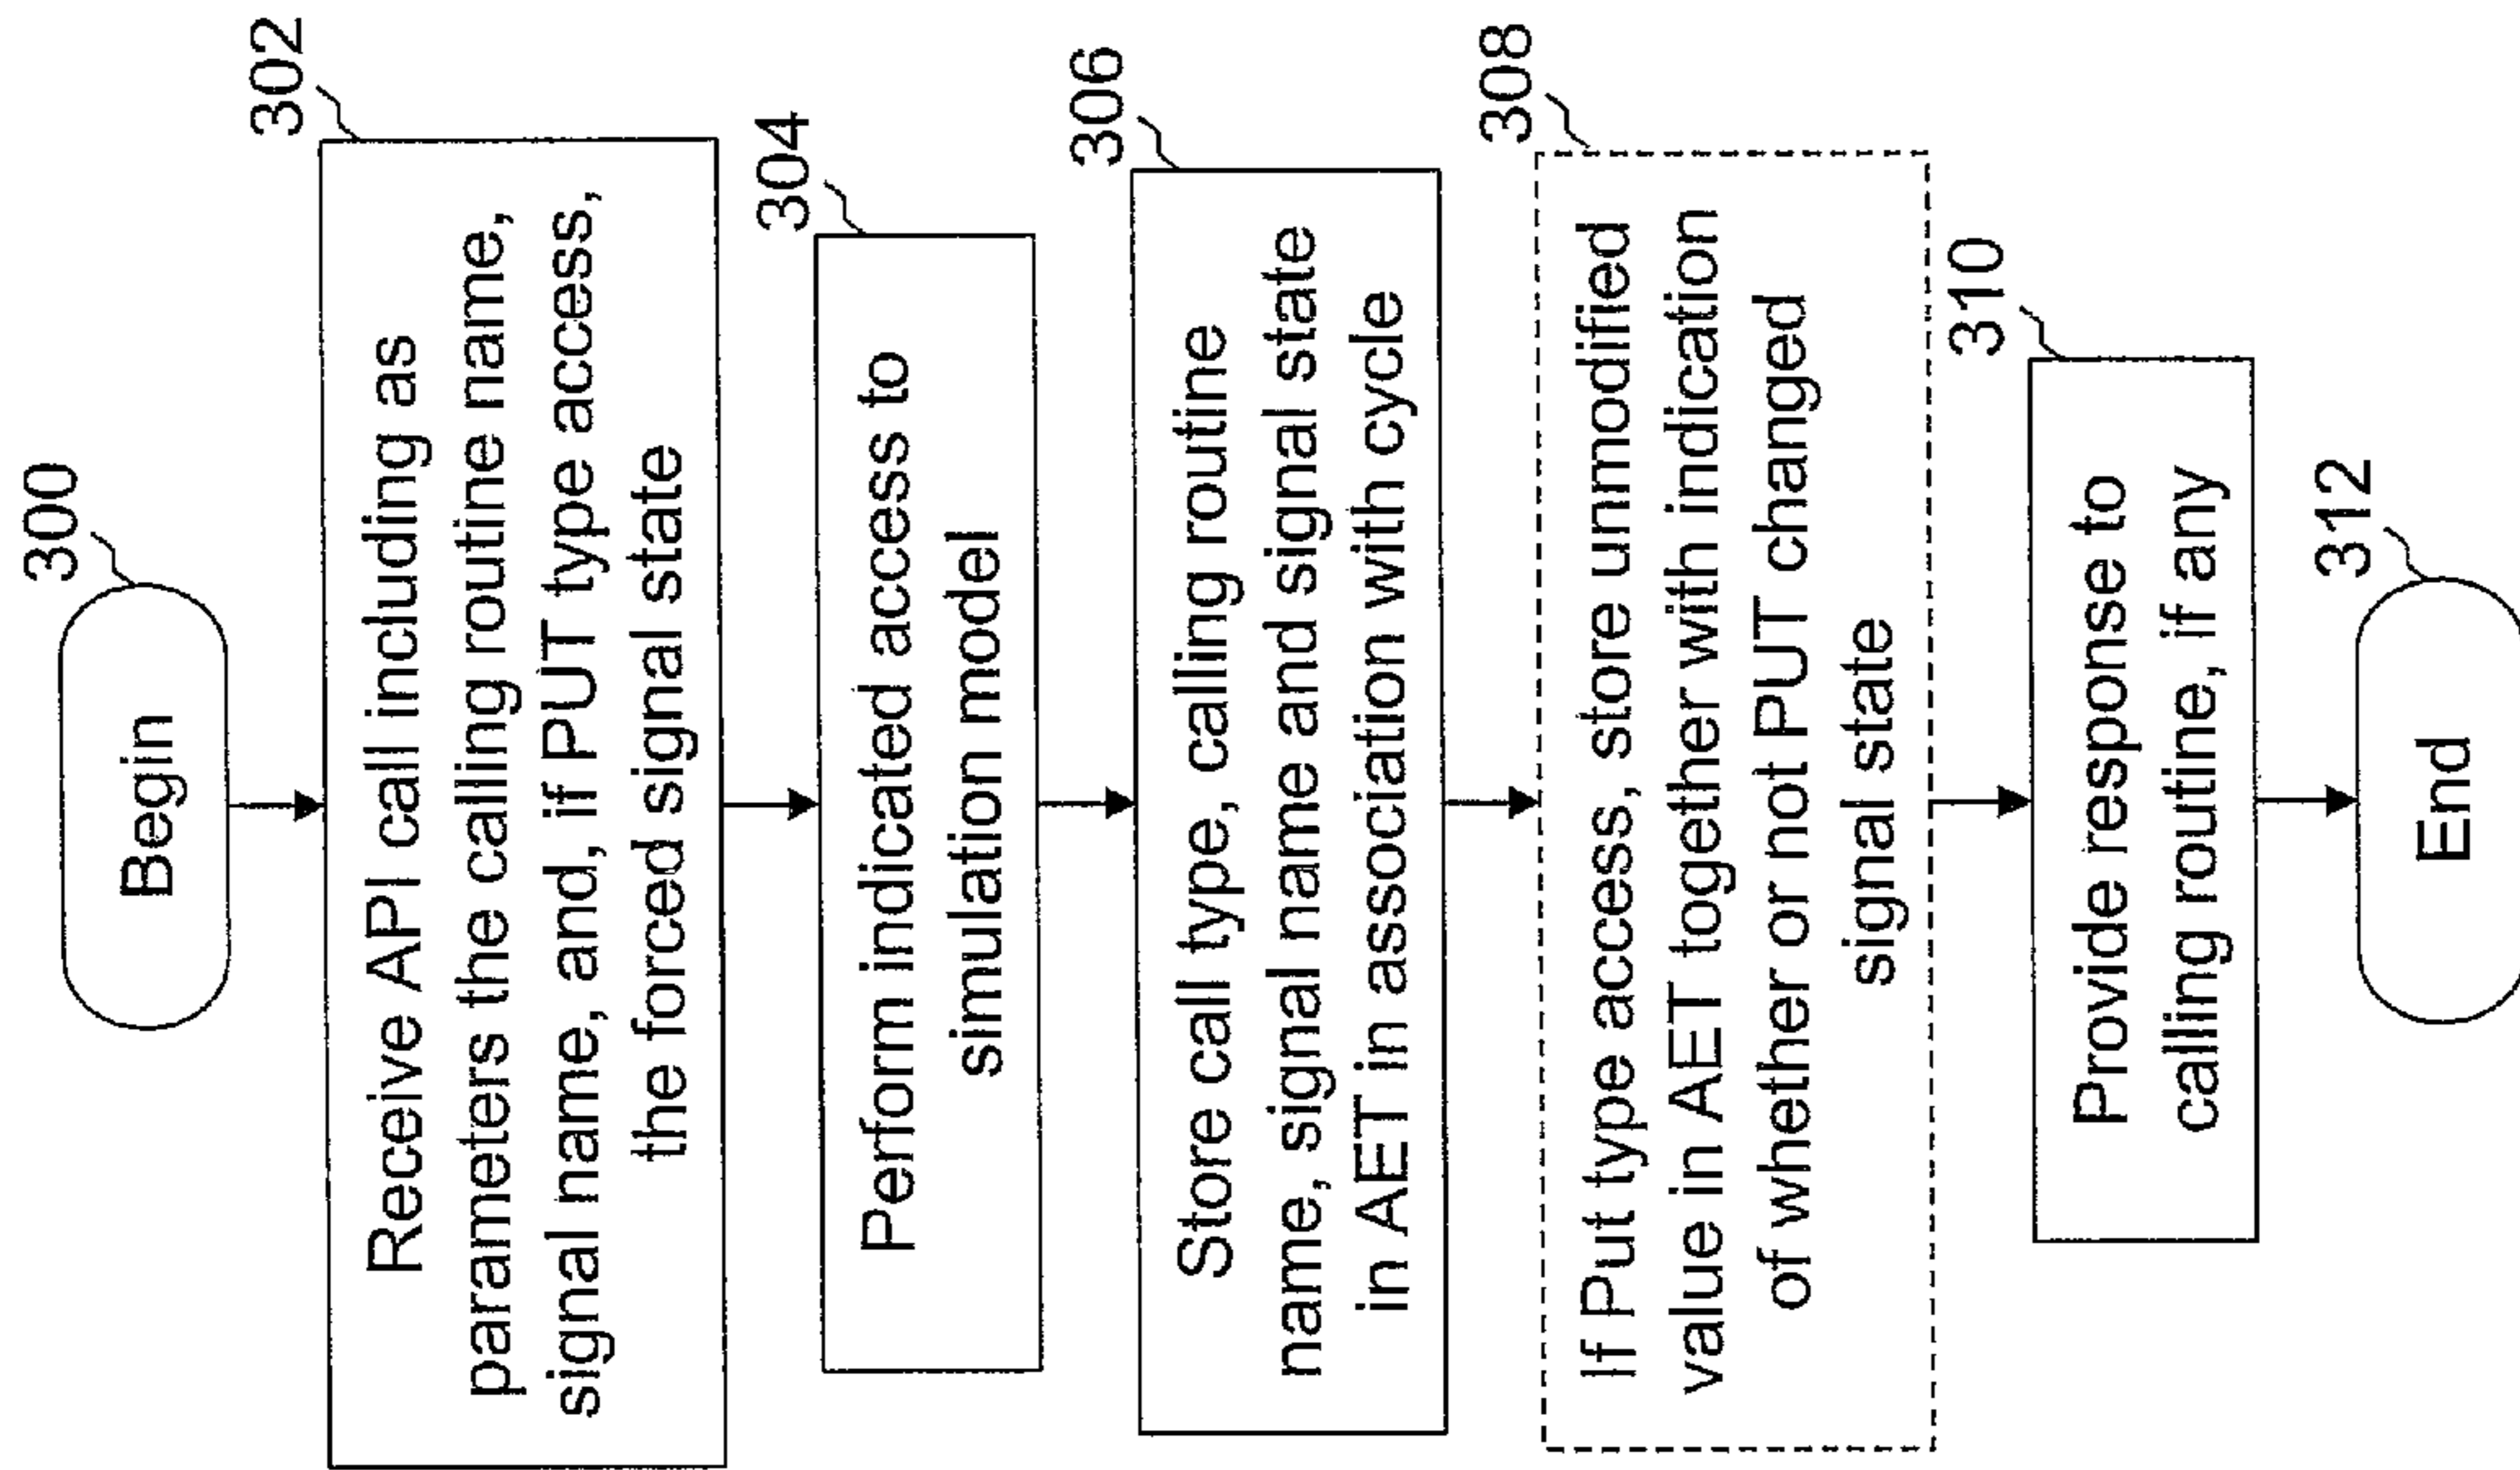 300
Begin
302
Receive API call including as
parameters the calling routine name,
signal name, and, if PUT type access,
the forced signal state
304
Perform indicated access to
simulation model
306
Store call type, calling routine
name, signal name and signal state
in AET in association with cycle
308
If Put type access, store unmodified
value in AET together with indication
of whether or not PUT changed
signal state
310
Provide response to
calling routine, if any
312
End